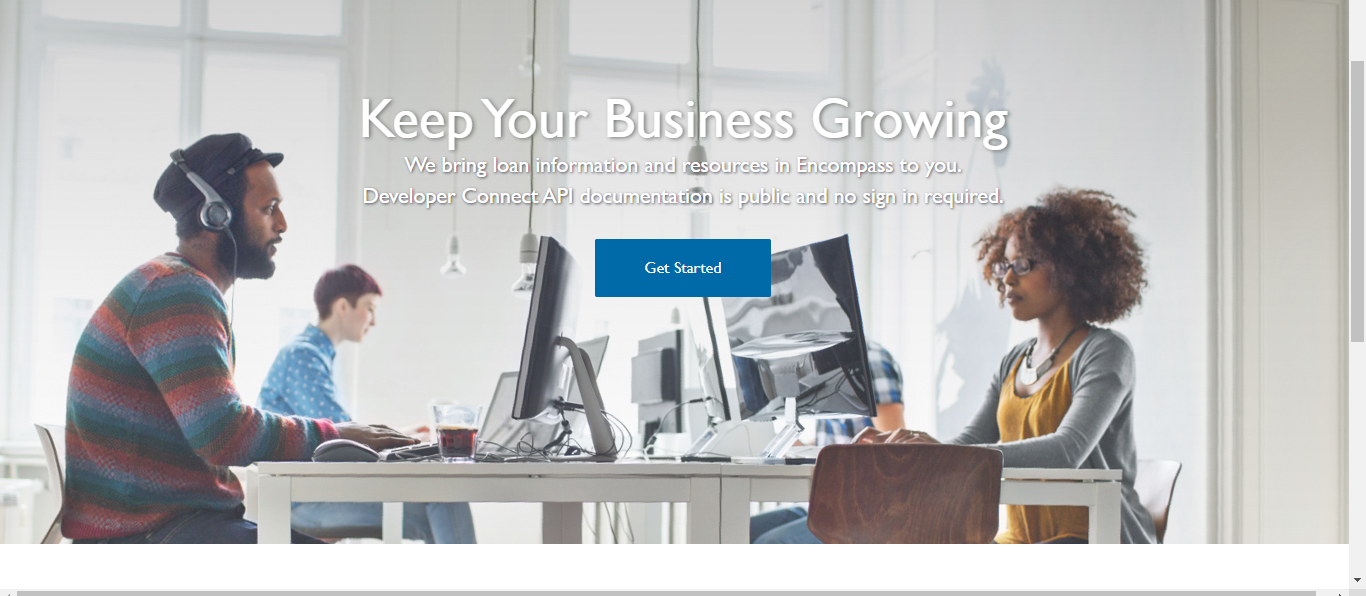 Keep Your Business Growing
We bring loan information and resources in Encompass to you.
Developer Connect API documentation is public and no sign in required.
Get Started